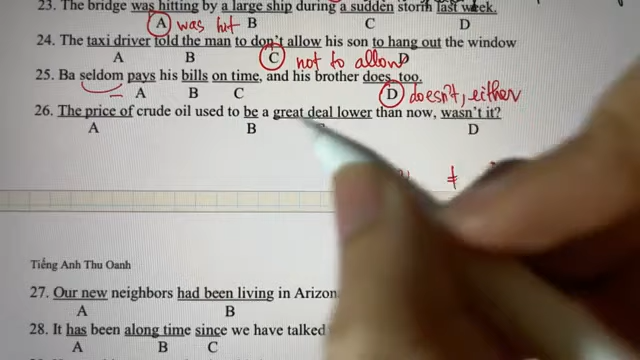 23. The bridge was hitting by a large ship during a sudden storm last week.
A was hit B C D
24. The taxi driver told the man to don't allow his son to hang out the window
A B C not to allow D
25. Ba seldom pays his bills on time, and his brother does, too.
A B C D doesn't, either
26. The price of crude oil used to be a great deal lower than now, wasn't it?
A B D
≠
Tiếng Anh Thu Oanh
27. Our new neighbors had been living in Arizon
A B
28. It has been along time since we have talked
A B C